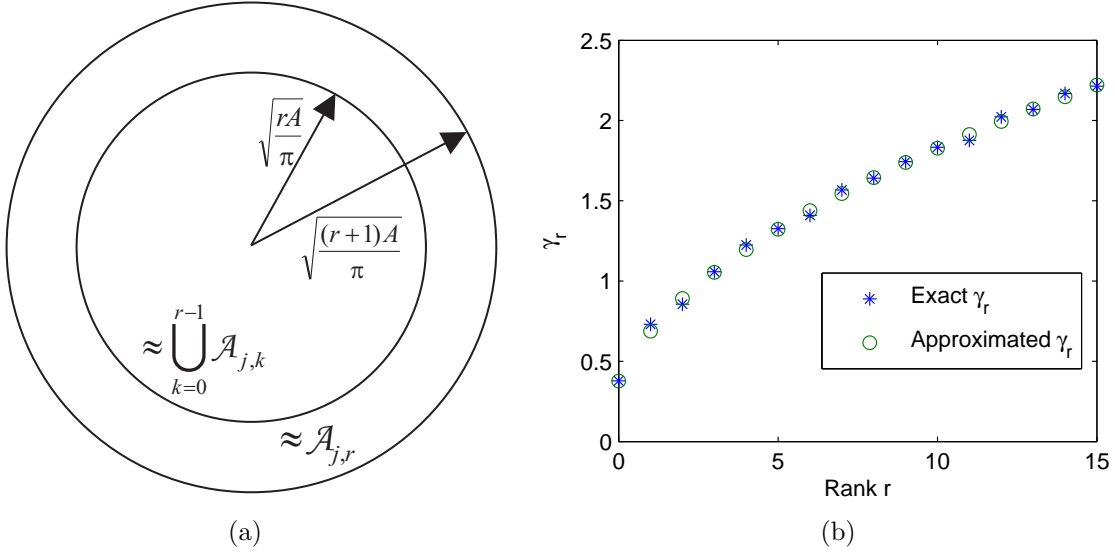 √(rA/π)
√((r+1)A/π)
≈ ⋃_{k=0}^{r−1} 𝒜_{j,k}
≈ 𝒜_{j,r}
(a)
2.5
2
1.5
1
0.5
0
γ_r
0 5 10 15
Rank r
Exact γ_r
Approximated γ_r
(b)